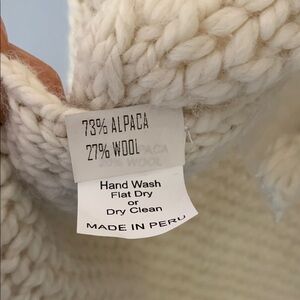 73% ALPACA
27% WOOL
Hand Wash
Flat Dry
or
Dry Clean
MADE IN PERU